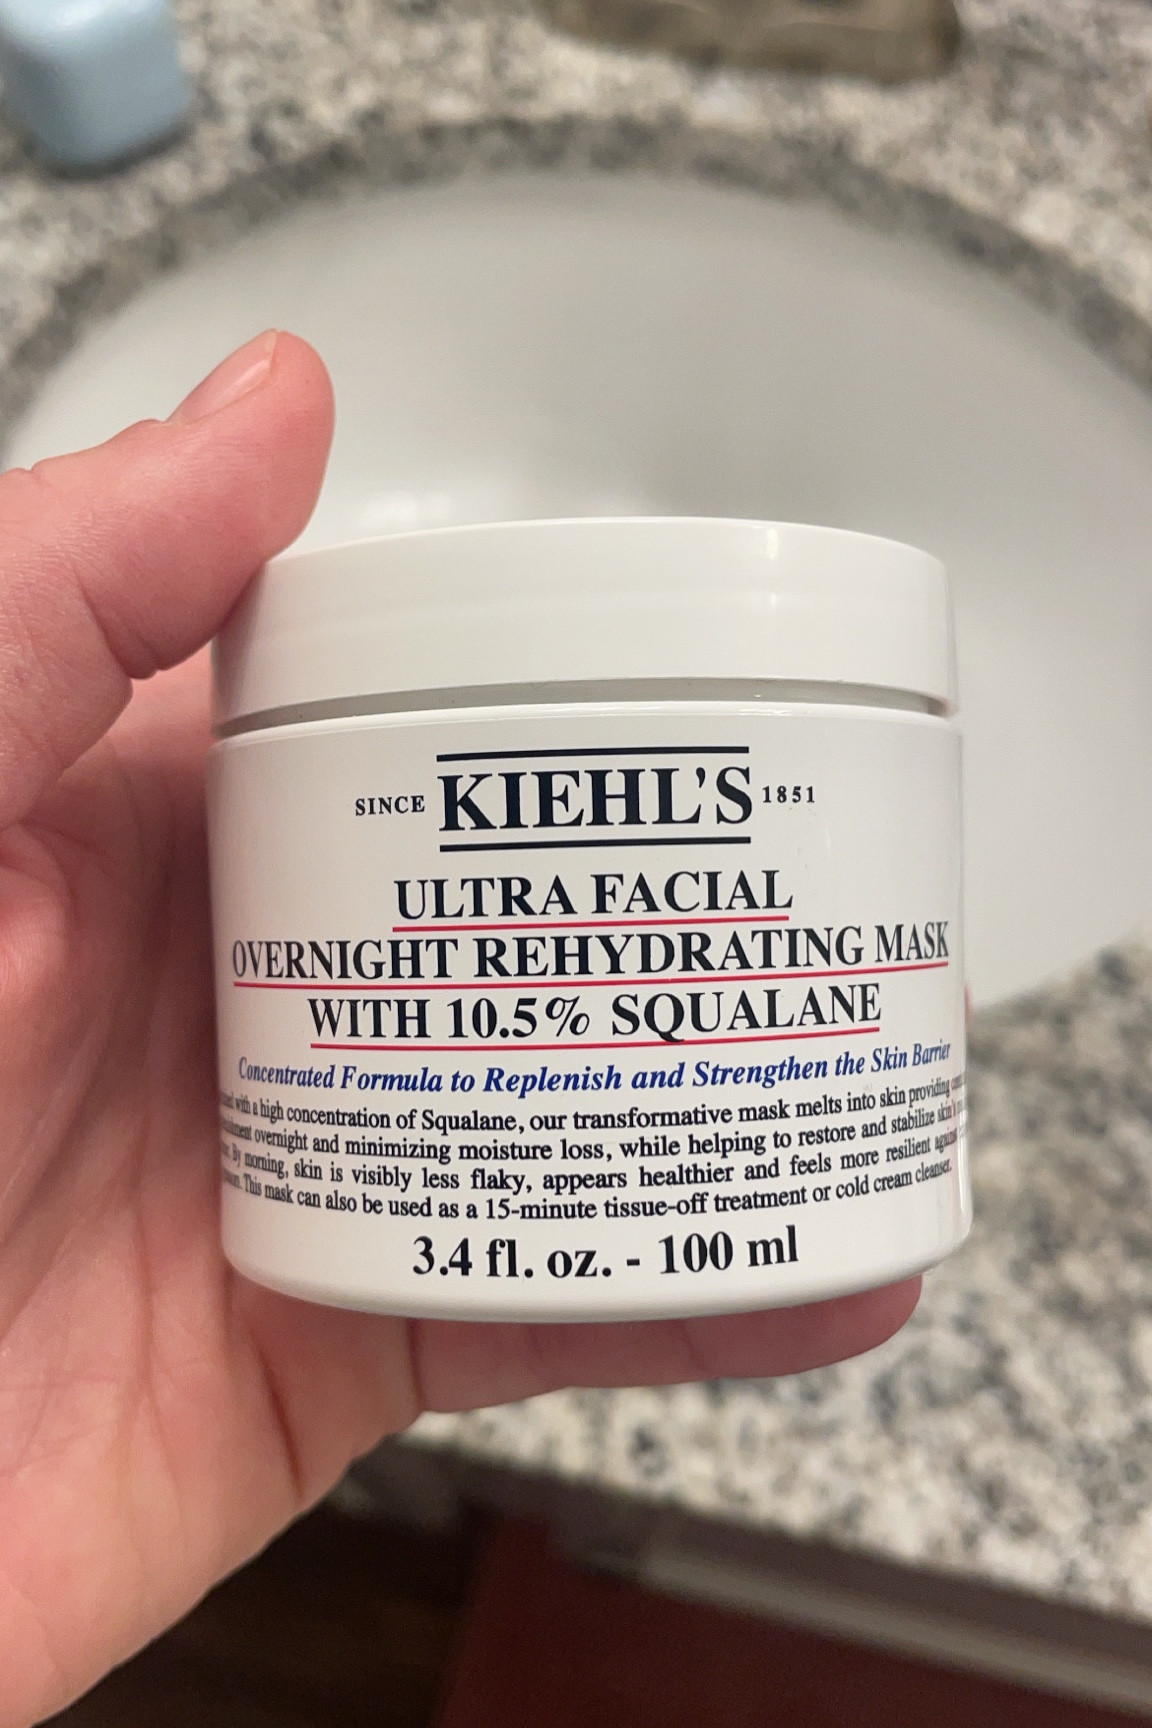 SINCE KIEHL'S 1851
ULTRA FACIAL
OVERNIGHT REHYDRATING MASK
WITH 10.5% SQUALANE
Concentrated Formula to Replenish and Strengthen the Skin Barrier
with a high concentration of Squalane, our transformative mask melts into skin providing
overnight and minimizing moisture loss, while helping to restore and stabilize skin's
By morning, skin is visibly less flaky, appears healthier and feels more resilient against
This mask can also be used as a 15-minute tissue-off treatment or cold cream cleanser.
3.4 fl. oz. - 100 ml